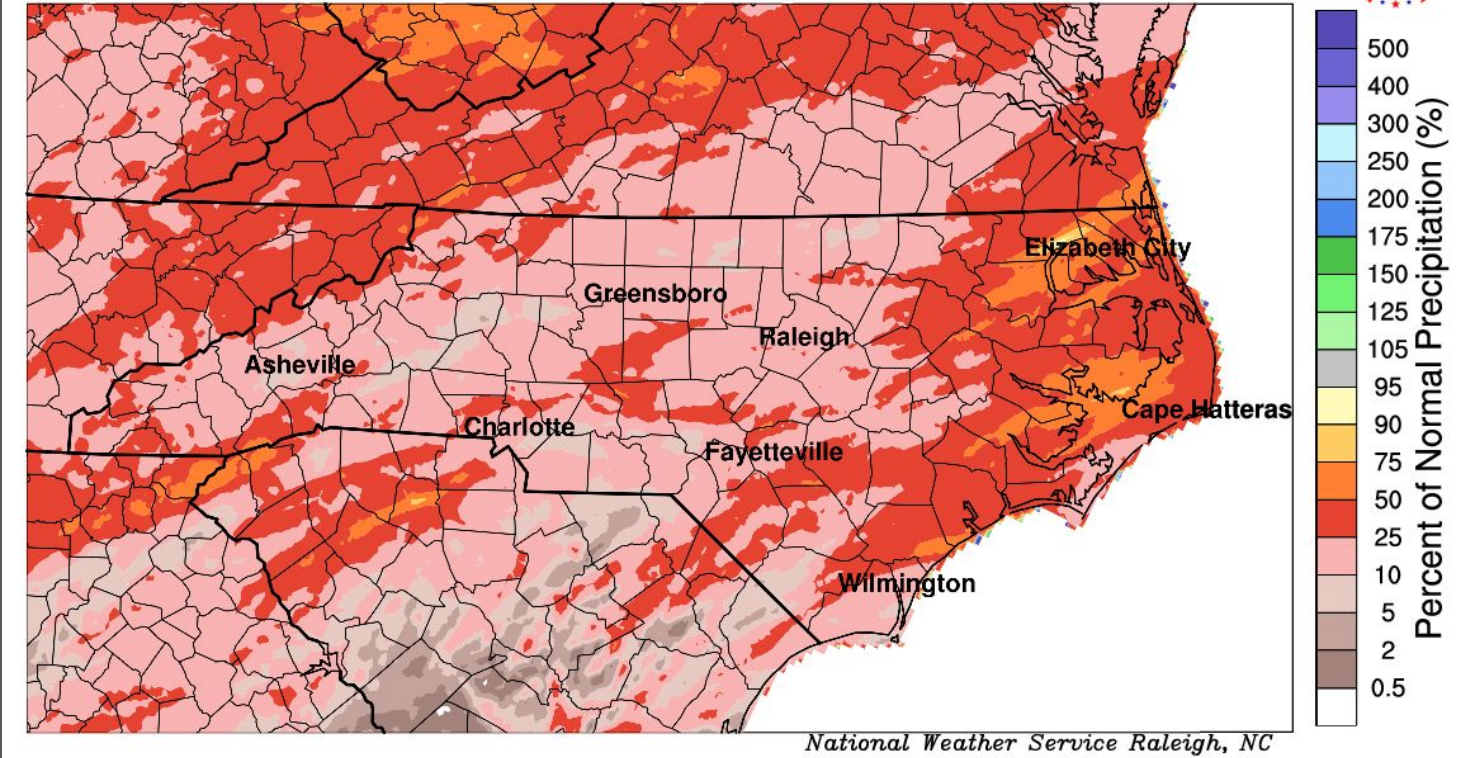 Elizabeth City
Greensboro
Raleigh
Asheville
Cape Hatteras
Charlotte
Fayetteville
Wilmington
National Weather Service Raleigh, NC
500
400
300
250
200
175
150
125
105
95
90
75
50
25
10
5
2
0.5
Percent of Normal Precipitation (%)